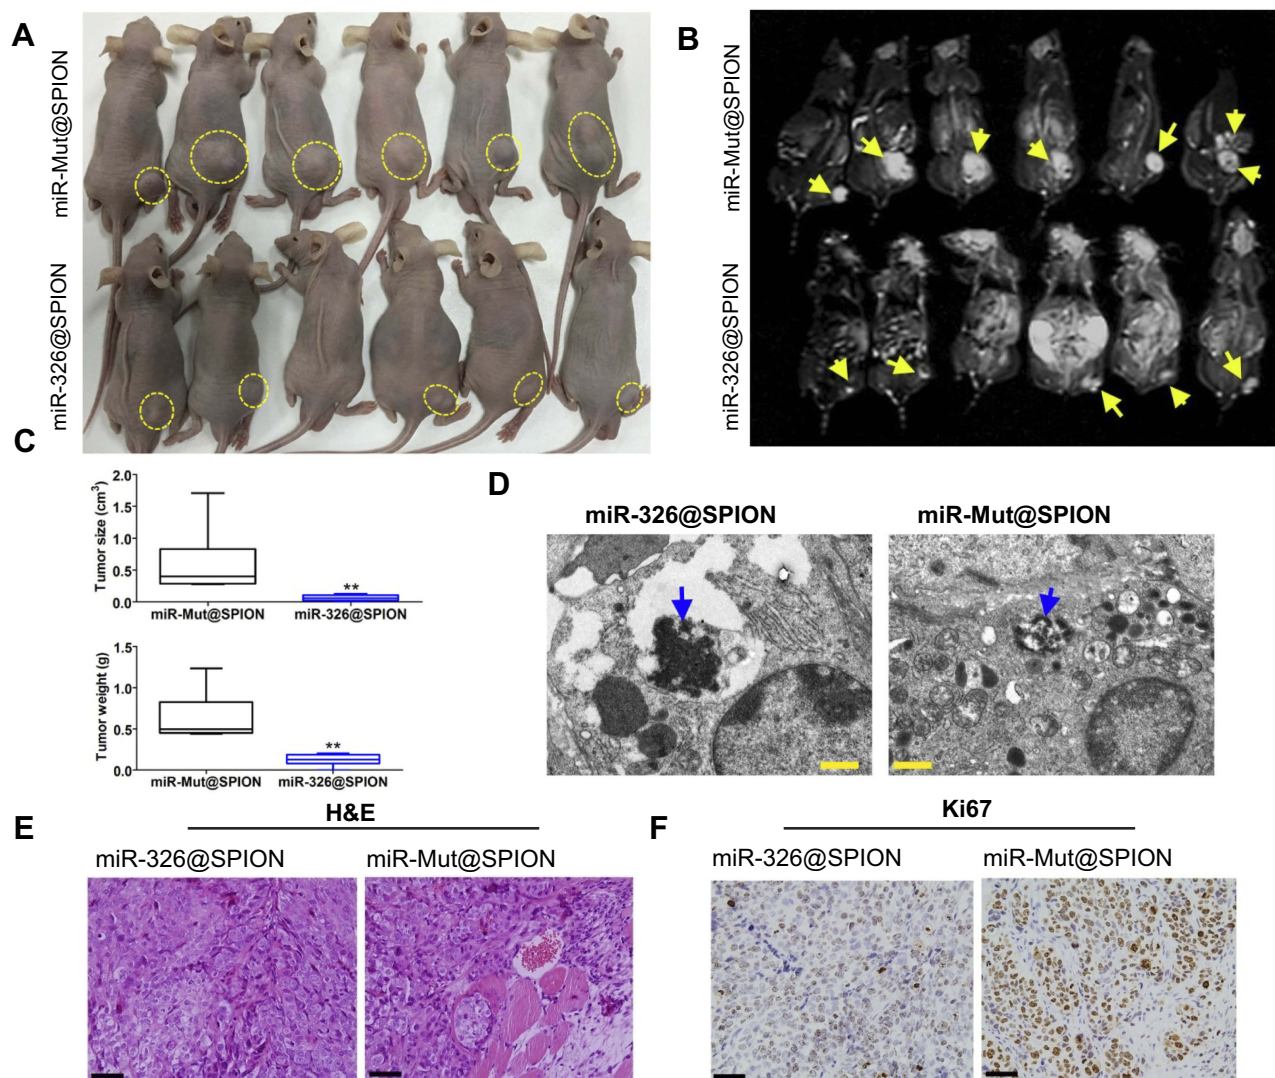 A
miR-Mut@SPION
miR-326@SPION
B
miR-Mut@SPION
miR-326@SPION
C
Tumor size (cm³)
2.0
1.5
1.0
0.5
0.0
**
miR-Mut@SPION miR-326@SPION
Tumor weight (g)
1.5
1.0
0.5
0.0
**
miR-Mut@SPION miR-326@SPION
D
miR-326@SPION miR-Mut@SPION
E
H&E
miR-326@SPION miR-Mut@SPION
F
Ki67
miR-326@SPION miR-Mut@SPION